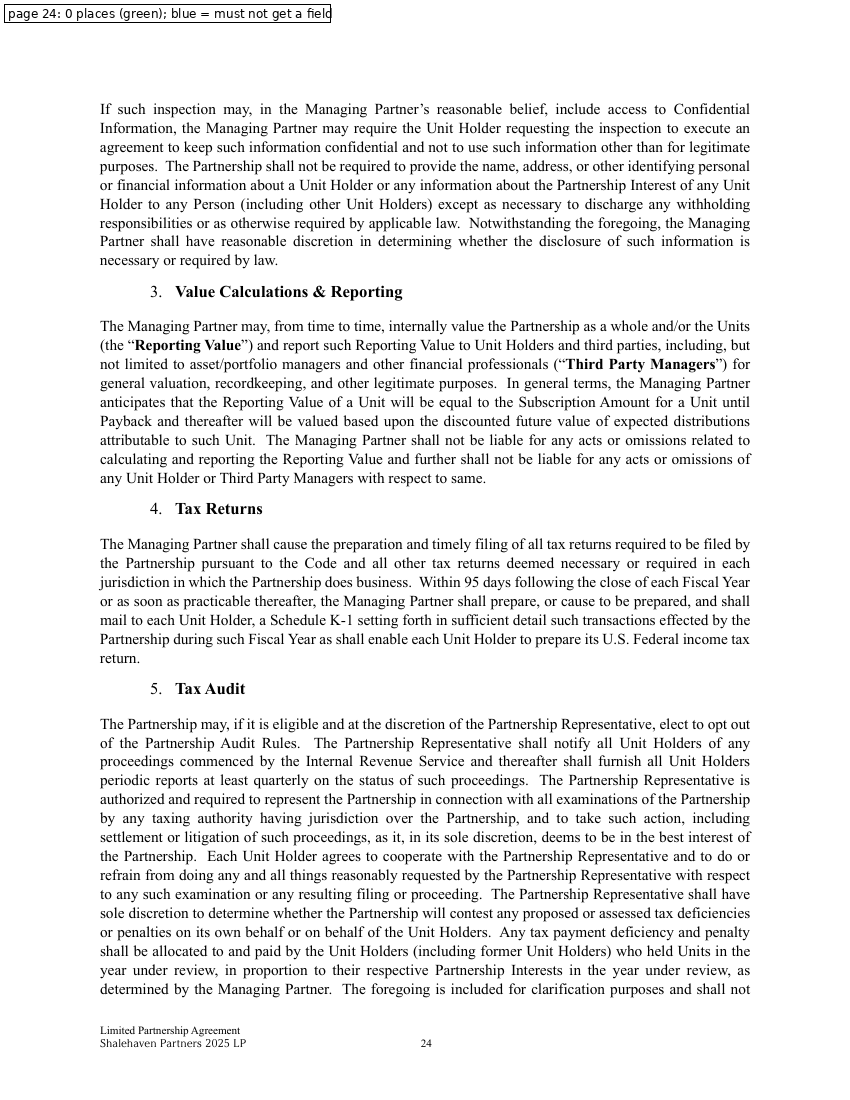 page 24: 0 places (green); blue = must not get a field
If such inspection may, in the Managing Partner’s reasonable belief, include access to Confidential
Information, the Managing Partner may require the Unit Holder requesting the inspection to execute an
agreement to keep such information confidential and not to use such information other than for legitimate
purposes.  The Partnership shall not be required to provide the name, address, or other identifying personal
or financial information about a Unit Holder or any information about the Partnership Interest of any Unit
Holder to any Person (including other Unit Holders) except as necessary to discharge any withholding
responsibilities or as otherwise required by applicable law.  Notwithstanding the foregoing, the Managing
Partner shall have reasonable discretion in determining whether the disclosure of such information is
necessary or required by law.
3.  Value Calculations & Reporting
The Managing Partner may, from time to time, internally value the Partnership as a whole and/or the Units
(the “Reporting Value”) and report such Reporting Value to Unit Holders and third parties, including, but
not limited to asset/portfolio managers and other financial professionals (“Third Party Managers”) for
general valuation, recordkeeping, and other legitimate purposes.  In general terms, the Managing Partner
anticipates that the Reporting Value of a Unit will be equal to the Subscription Amount for a Unit until
Payback and thereafter will be valued based upon the discounted future value of expected distributions
attributable to such Unit.  The Managing Partner shall not be liable for any acts or omissions related to
calculating and reporting the Reporting Value and further shall not be liable for any acts or omissions of
any Unit Holder or Third Party Managers with respect to same.
4.  Tax Returns
The Managing Partner shall cause the preparation and timely filing of all tax returns required to be filed by
the Partnership pursuant to the Code and all other tax returns deemed necessary or required in each
jurisdiction in which the Partnership does business.  Within 95 days following the close of each Fiscal Year
or as soon as practicable thereafter, the Managing Partner shall prepare, or cause to be prepared, and shall
mail to each Unit Holder, a Schedule K-1 setting forth in sufficient detail such transactions effected by the
Partnership during such Fiscal Year as shall enable each Unit Holder to prepare its U.S. Federal income tax
return.
5.  Tax Audit
The Partnership may, if it is eligible and at the discretion of the Partnership Representative, elect to opt out
of the Partnership Audit Rules.  The Partnership Representative shall notify all Unit Holders of any
proceedings commenced by the Internal Revenue Service and thereafter shall furnish all Unit Holders
periodic reports at least quarterly on the status of such proceedings.  The Partnership Representative is
authorized and required to represent the Partnership in connection with all examinations of the Partnership
by any taxing authority having jurisdiction over the Partnership, and to take such action, including
settlement or litigation of such proceedings, as it, in its sole discretion, deems to be in the best interest of
the Partnership.  Each Unit Holder agrees to cooperate with the Partnership Representative and to do or
refrain from doing any and all things reasonably requested by the Partnership Representative with respect
to any such examination or any resulting filing or proceeding.  The Partnership Representative shall have
sole discretion to determine whether the Partnership will contest any proposed or assessed tax deficiencies
or penalties on its own behalf or on behalf of the Unit Holders.  Any tax payment deficiency and penalty
shall be allocated to and paid by the Unit Holders (including former Unit Holders) who held Units in the
year under review, in proportion to their respective Partnership Interests in the year under review, as
determined by the Managing Partner.  The foregoing is included for clarification purposes and shall not
Limited Partnership Agreement
Shalehaven Partners 2025 LP 24